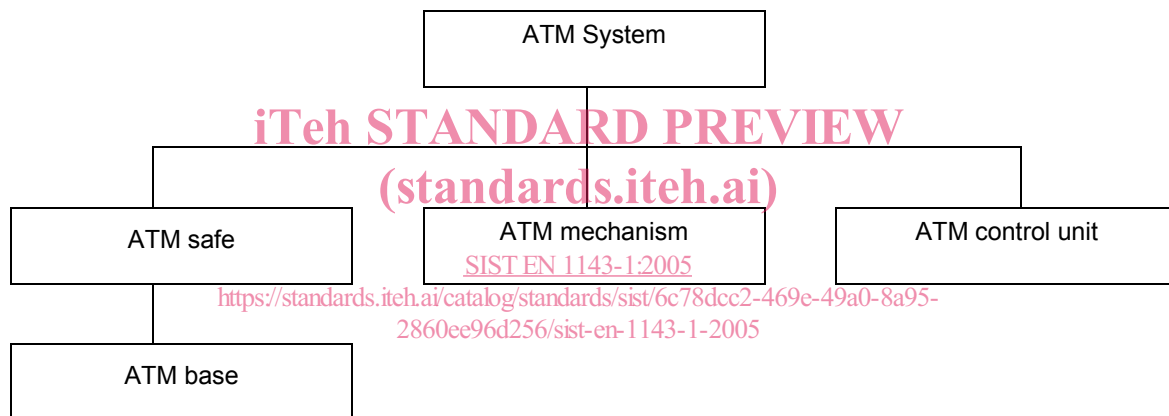 ATM System
iTeh STANDARD PREVIEW
(standards.iteh.ai)
ATM safe
ATM mechanism
ATM control unit
SIST EN 1143-1:2005
https://standards.iteh.ai/catalog/standards/sist/6c78dcc2-469e-49a0-8a95-
2860ee96d256/sist-en-1143-1-2005
ATM base